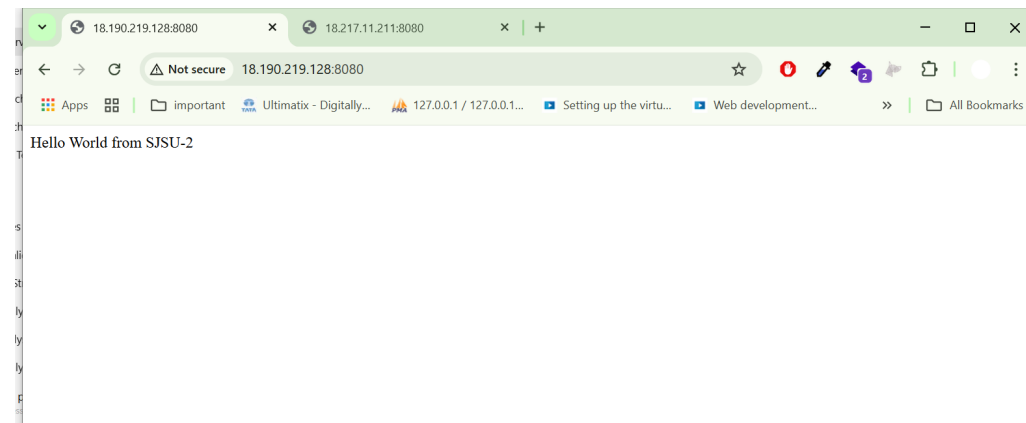 18.190.219.128:8080
18.217.11.211:8080
Not secure 18.190.219.128:8080
2
Apps important Ultimatix - Digitally... 127.0.0.1 / 127.0.0.1... Setting up the virtu... Web development... All Bookmarks
Hello World from SJSU-2